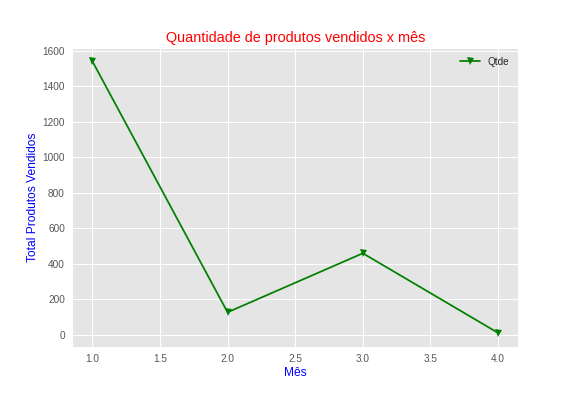 Quantidade de produtos vendidos x mês
Qtde
Total Produtos Vendidos
1600
1400
1200
1000
800
600
400
200
0
1.0 1.5 2.0 2.5 3.0 3.5 4.0
Mês